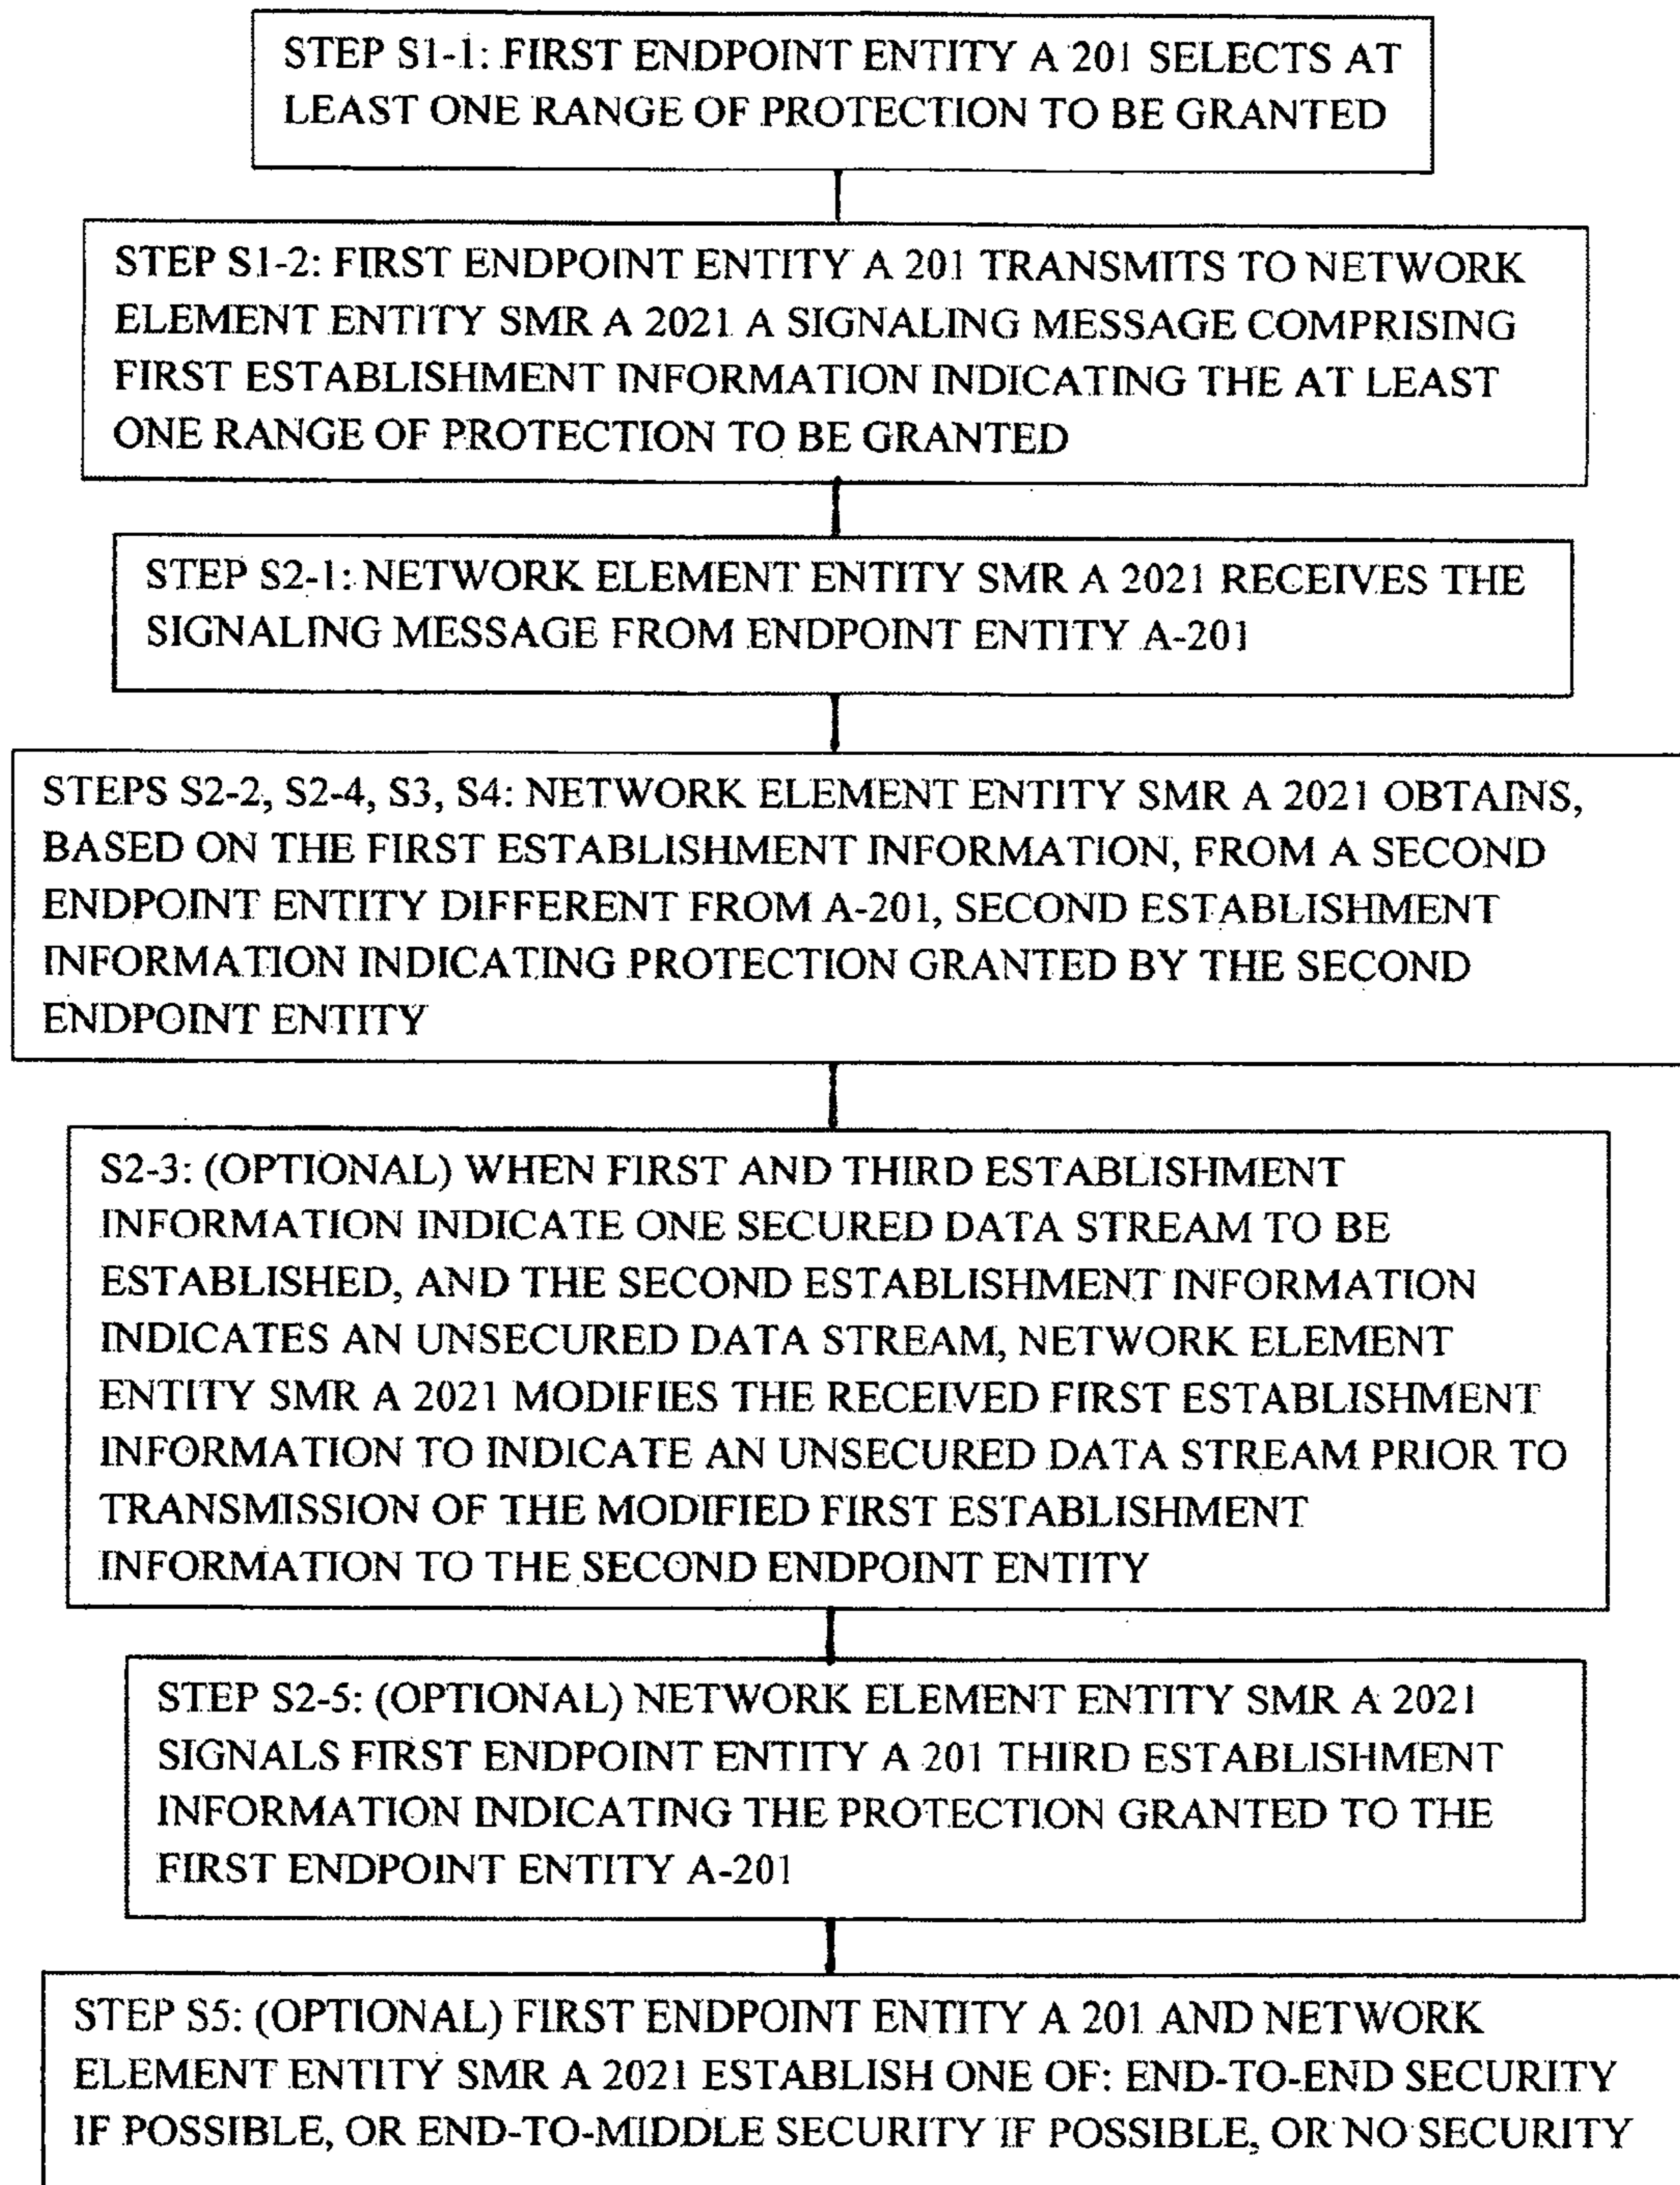 STEP S1-1: FIRST ENDPOINT ENTITY A 201 SELECTS AT
LEAST ONE RANGE OF PROTECTION TO BE GRANTED
STEP S1-2: FIRST ENDPOINT ENTITY A 201 TRANSMITS TO NETWORK
ELEMENT ENTITY SMR A 2021 A SIGNALING MESSAGE COMPRISING
FIRST ESTABLISHMENT INFORMATION INDICATING THE AT LEAST
ONE RANGE OF PROTECTION TO BE GRANTED
STEP S2-1: NETWORK ELEMENT ENTITY SMR A 2021 RECEIVES THE
SIGNALING MESSAGE FROM ENDPOINT ENTITY A-201
STEPS S2-2, S2-4, S3, S4: NETWORK ELEMENT ENTITY SMR A 2021 OBTAINS,
BASED ON THE FIRST ESTABLISHMENT INFORMATION, FROM A SECOND
ENDPOINT ENTITY DIFFERENT FROM A-201, SECOND ESTABLISHMENT
INFORMATION INDICATING PROTECTION GRANTED BY THE SECOND
ENDPOINT ENTITY
S2-3: (OPTIONAL) WHEN FIRST AND THIRD ESTABLISHMENT
INFORMATION INDICATE ONE SECURED DATA STREAM TO BE
ESTABLISHED, AND THE SECOND ESTABLISHMENT INFORMATION
INDICATES AN UNSECURED DATA STREAM, NETWORK ELEMENT
ENTITY SMR A 2021 MODIFIES THE RECEIVED FIRST ESTABLISHMENT
INFORMATION TO INDICATE AN UNSECURED DATA STREAM PRIOR TO
TRANSMISSION OF THE MODIFIED FIRST ESTABLISHMENT
INFORMATION TO THE SECOND ENDPOINT ENTITY
STEP S2-5: (OPTIONAL) NETWORK ELEMENT ENTITY SMR A 2021
SIGNALS FIRST ENDPOINT ENTITY A 201 THIRD ESTABLISHMENT
INFORMATION INDICATING THE PROTECTION GRANTED TO THE
FIRST ENDPOINT ENTITY A-201
STEP S5: (OPTIONAL) FIRST ENDPOINT ENTITY A 201 AND NETWORK
ELEMENT ENTITY SMR A 2021 ESTABLISH ONE OF: END-TO-END SECURITY
IF POSSIBLE, OR END-TO-MIDDLE SECURITY IF POSSIBLE, OR NO SECURITY